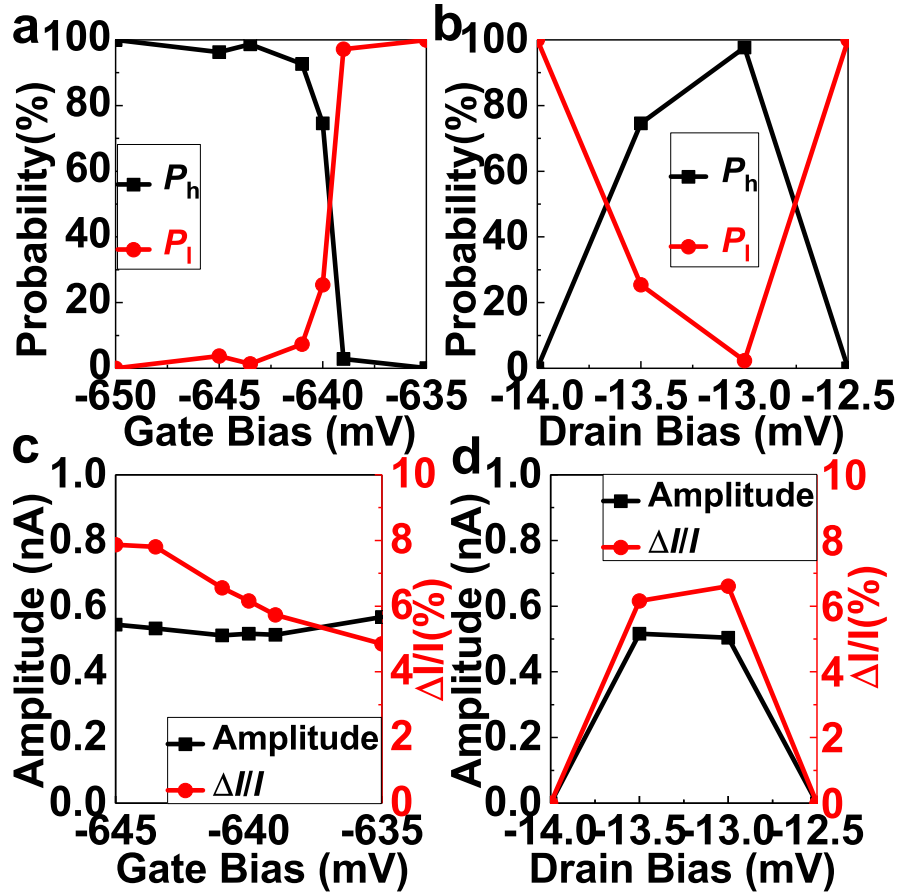 a
Probability(%)
100
80
60
40
20
0
Ph
Pl
-650
-645
-640
-635
Gate Bias (mV)
b
Probability(%)
100
80
60
40
20
0
Ph
Pl
-14.0
-13.5
-13.0
-12.5
Drain Bias (mV)
c
Amplitude (nA)
1.0
0.8
0.6
0.4
0.2
0.0
Amplitude
ΔI/I
10
8
6
4
2
0
ΔI/I(%)
-645
-640
-635
Gate Bias (mV)
d
Amplitude (nA)
1.0
0.8
0.6
0.4
0.2
0.0
Amplitude
ΔI/I
10
8
6
4
2
0
ΔI/I(%)
-14.0
-13.5
-13.0
-12.5
Drain Bias (mV)